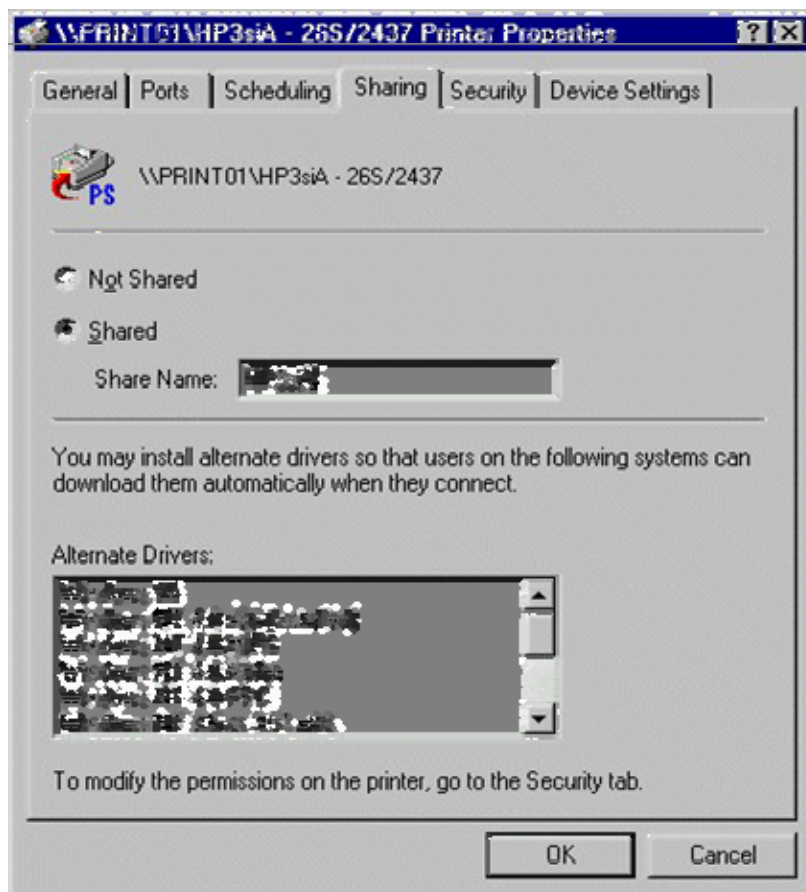 \\PRINT01\HP3siA - 26S/2437 Printer Properties
General Ports Scheduling Sharing Security Device Settings
PS \\PRINT01\HP3siA - 26S/2437
Not Shared
Shared
Share Name:
You may install alternate drivers so that users on the following systems can
download them automatically when they connect.
Alternate Drivers:
To modify the permissions on the printer, go to the Security tab.
OK Cancel